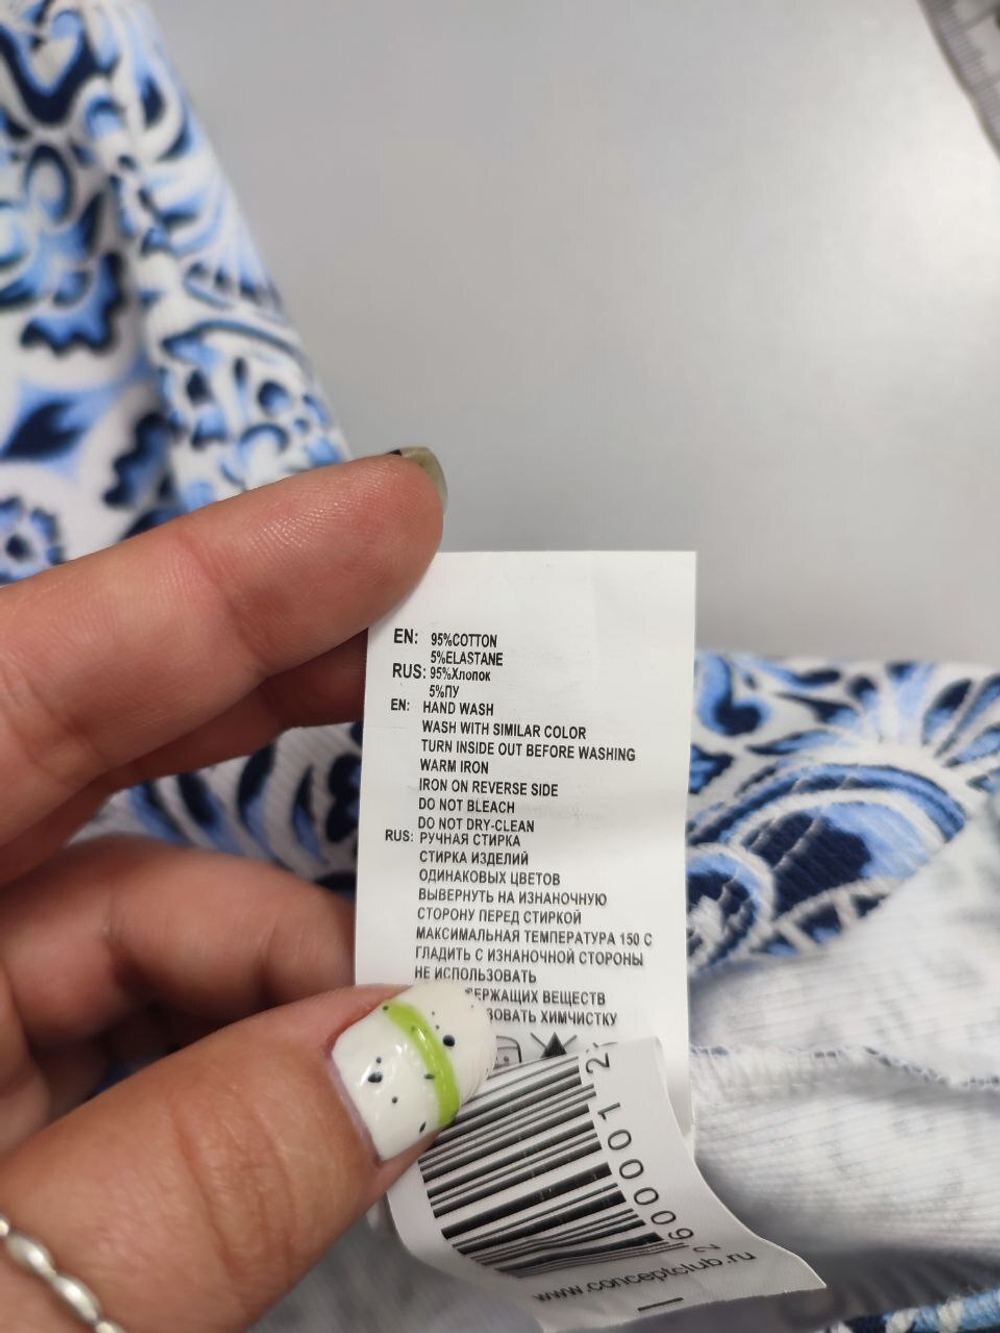 EN: 95%COTTON
5%ELASTANE
RUS: 95%Хлопок
5%ПУ
EN: HAND WASH
WASH WITH SIMILAR COLOR
TURN INSIDE OUT BEFORE WASHING
WARM IRON
IRON ON REVERSE SIDE
DO NOT BLEACH
DO NOT DRY-CLEAN
RUS: РУЧНАЯ СТИРКА
СТИРКА ИЗДЕЛИЙ
ОДИНАКОВЫХ ЦВЕТОВ
ВЫВЕРНУТЬ НА ИЗНАНОЧНУЮ
СТОРОНУ ПЕРЕД СТИРКОЙ
МАКСИМАЛЬНАЯ ТЕМПЕРАТУРА 150 С
ГЛАДИТЬ С ИЗНАНОЧНОЙ СТОРОНЫ
НЕ ИСПОЛЬЗОВАТЬ
ВЕЩЕСТВ
ХИМЧИСТКУ
www.conceptclub.ru